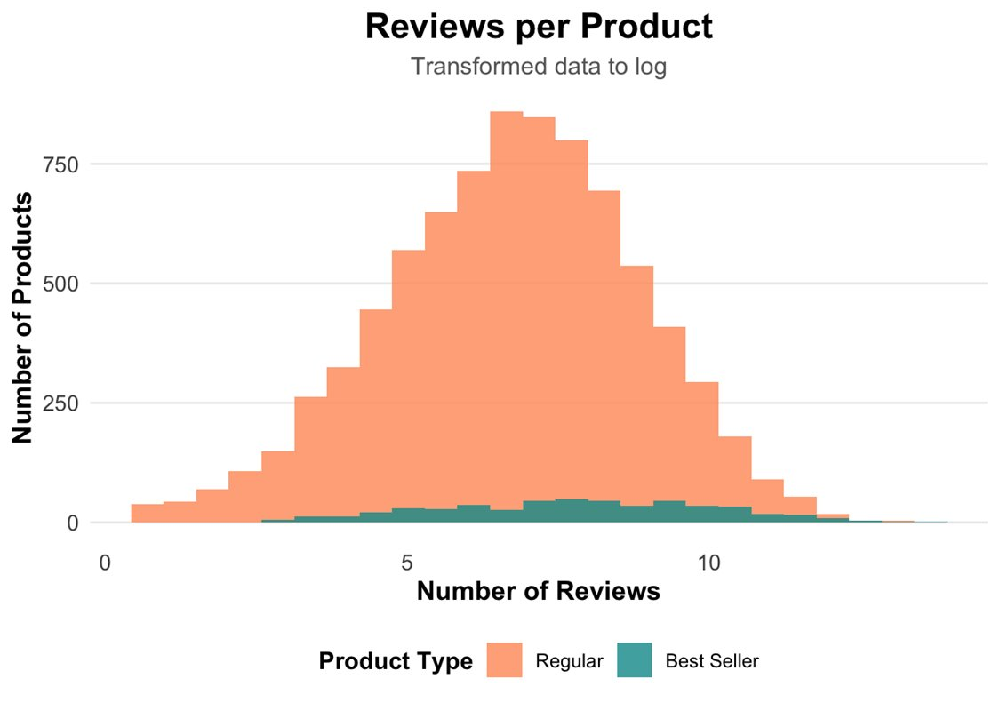 Reviews per Product
Transformed data to log
Number of Products
750
500
250
0
0 5 10
Number of Reviews
Product Type Regular Best Seller